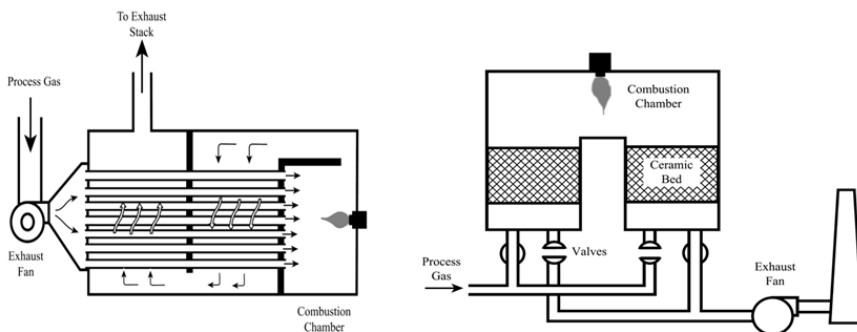 To Exhaust
Stack
Process Gas
Exhaust
Fan
Combustion
Chamber
Combustion
Chamber
Ceramic
Bed
Valves
Process
Gas
Exhaust
Fan